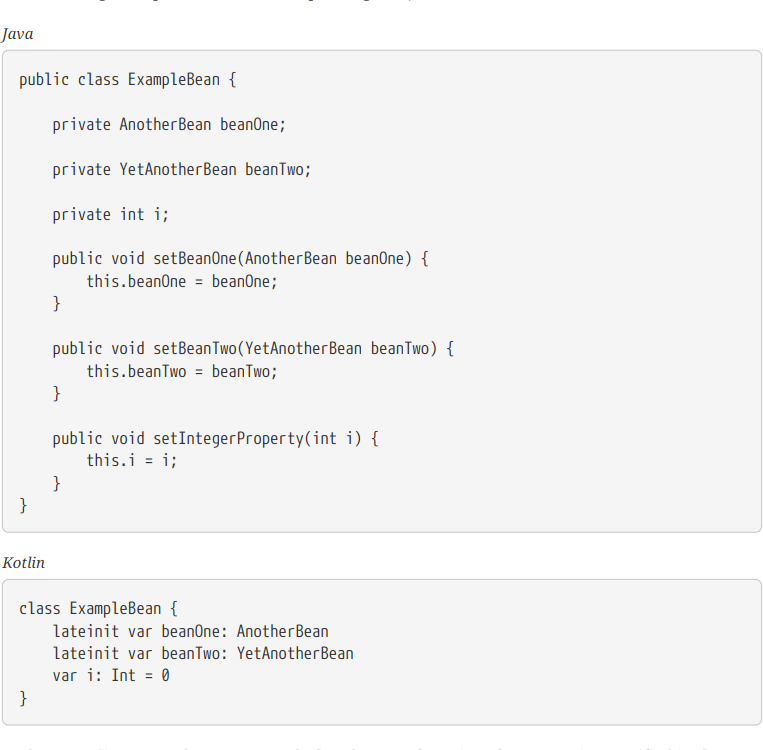 Java
public class ExampleBean {
    private AnotherBean beanOne;
    private YetAnotherBean beanTwo;
    private int i;
    public void setBeanOne(AnotherBean beanOne) {
        this.beanOne = beanOne;
    }
    public void setBeanTwo(YetAnotherBean beanTwo) {
        this.beanTwo = beanTwo;
    }
    public void setIntegerProperty(int i) {
        this.i = i;
    }
}
Kotlin
class ExampleBean {
    lateinit var beanOne: AnotherBean
    lateinit var beanTwo: YetAnotherBean
    var i: Int = 0
}